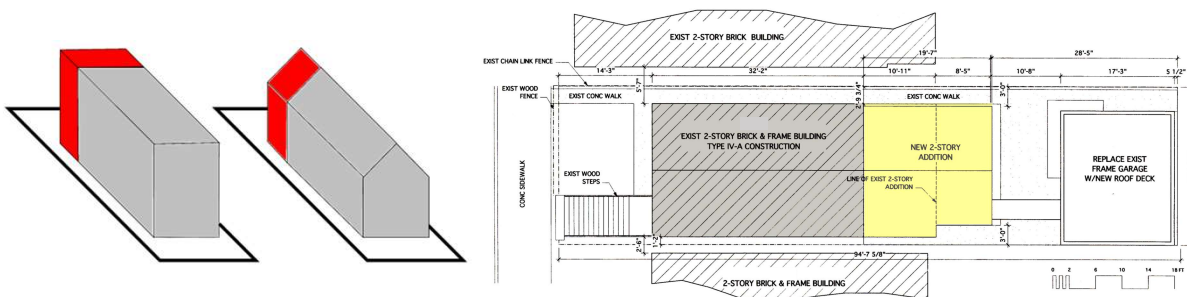 EXIST 2-STORY BRICK BUILDING
19'-7"
28'-5"
EXIST CHAIN LINK FENCE
14'-3"
32'-2"
10'-11"
8'-5"
10'-8"
17'-3"
5 1/2"
EXIST WOOD
FENCE
5'-7"
EXIST CONC WALK
2'-9 3/4"
EXIST CONC WALK
3'-0"
EXIST 2-STORY BRICK & FRAME BUILDING
TYPE IV-A CONSTRUCTION
NEW 2-STORY
ADDITION
REPLACE EXIST
FRAME GARAGE
W/NEW ROOF DECK
CONC SIDEWALK
EXIST WOOD
STEPS
LINE OF EXIST 2-STORY
ADDITION
2'-6"
1'-2"
3'-0"
94'-7 5/8"
2-STORY BRICK & FRAME BUILDING
0 2 6 10 14 18 FT